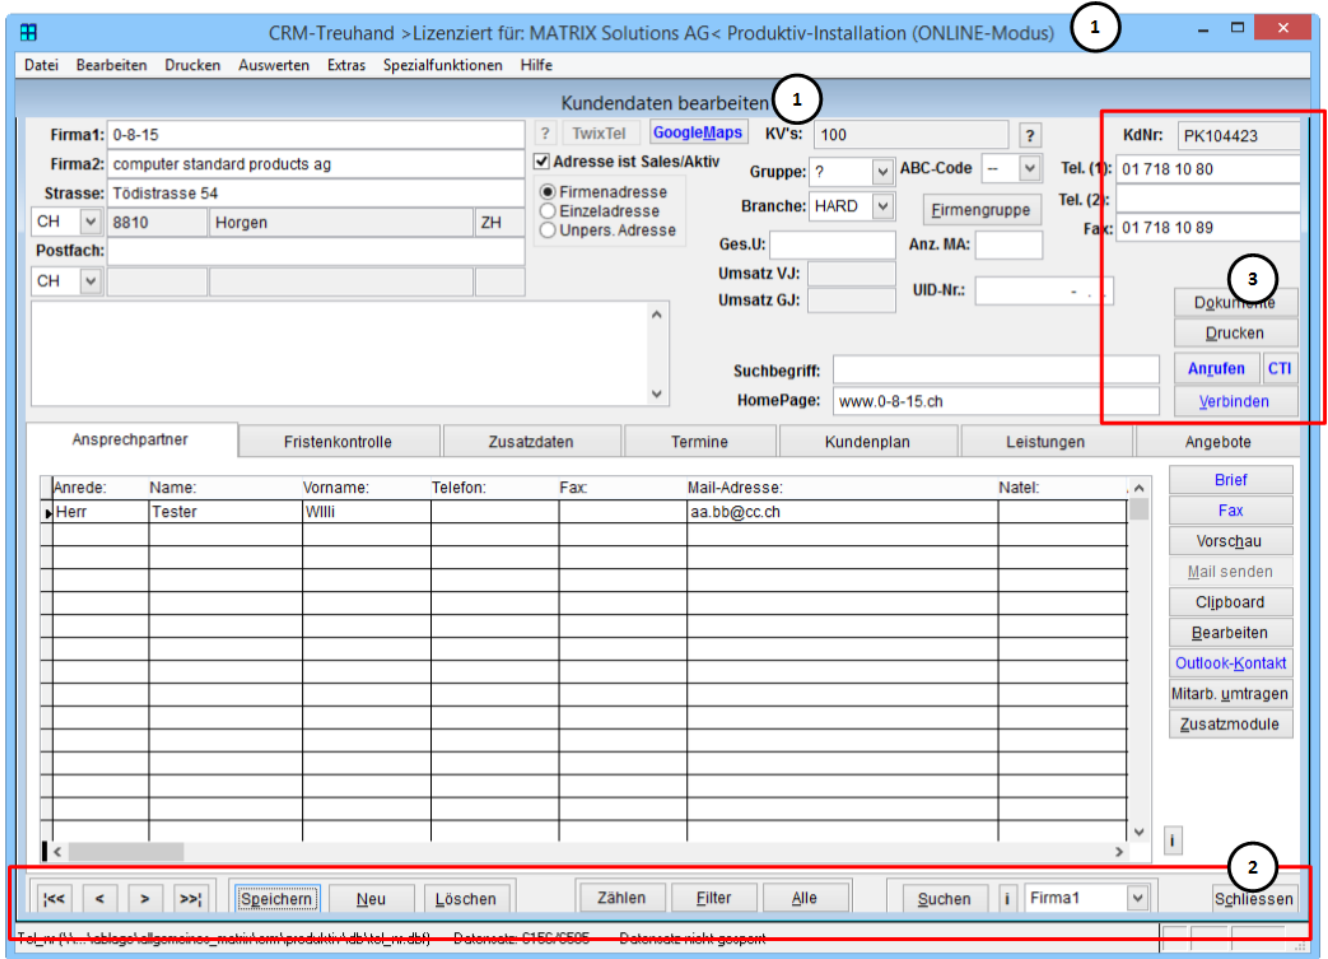 CRM-Treuhand >Lizenziert für: MATRIX Solutions AG< Produktiv-Installation (ONLINE-Modus) 1
Datei Bearbeiten Drucken Auswerten Extras Spezialfunktionen Hilfe
Kundendaten bearbeiten 1
Firma1: 0-8-15 ? TwixTel GoogleMaps KV's: 100 ? KdNr: PK104423
Firma2: computer standard products ag Adresse ist Sales/Aktiv Gruppe: ? ABC-Code -- Tel. (1): 01 718 10 80
Strasse: Tödistrasse 54 Firmenadresse Branche: HARD Firmengruppe Tel. (2):
Einzeladresse
CH 8810 Horgen ZH Unpers. Adresse Fax: 01 718 10 89
Postfach: Ges.U: Anz. MA:
CH Umsatz VJ: 3
Umsatz GJ: UID-Nr.: - . .
Dokumente
Drucken
Suchbegriff: Anrufen CTI
HomePage: www.0-8-15.ch Verbinden
Ansprechpartner Fristenkontrolle Zusatzdaten Termine Kundenplan Leistungen Angebote
Anrede: Name: Vorname: Telefon: Fax: Mail-Adresse: Natel:
Herr Tester WIlli aa.bb@cc.ch
Brief
Fax
Vorschau
Mail senden
Clipboard
Bearbeiten
Outlook-Kontakt
Mitarb. umtragen
Zusatzmodule
i
2
|<< < > >>| Speichern Neu Löschen Zählen Filter Alle Suchen i Firma1 Schliessen
Datensatz: Datensatz nicht gesperrt